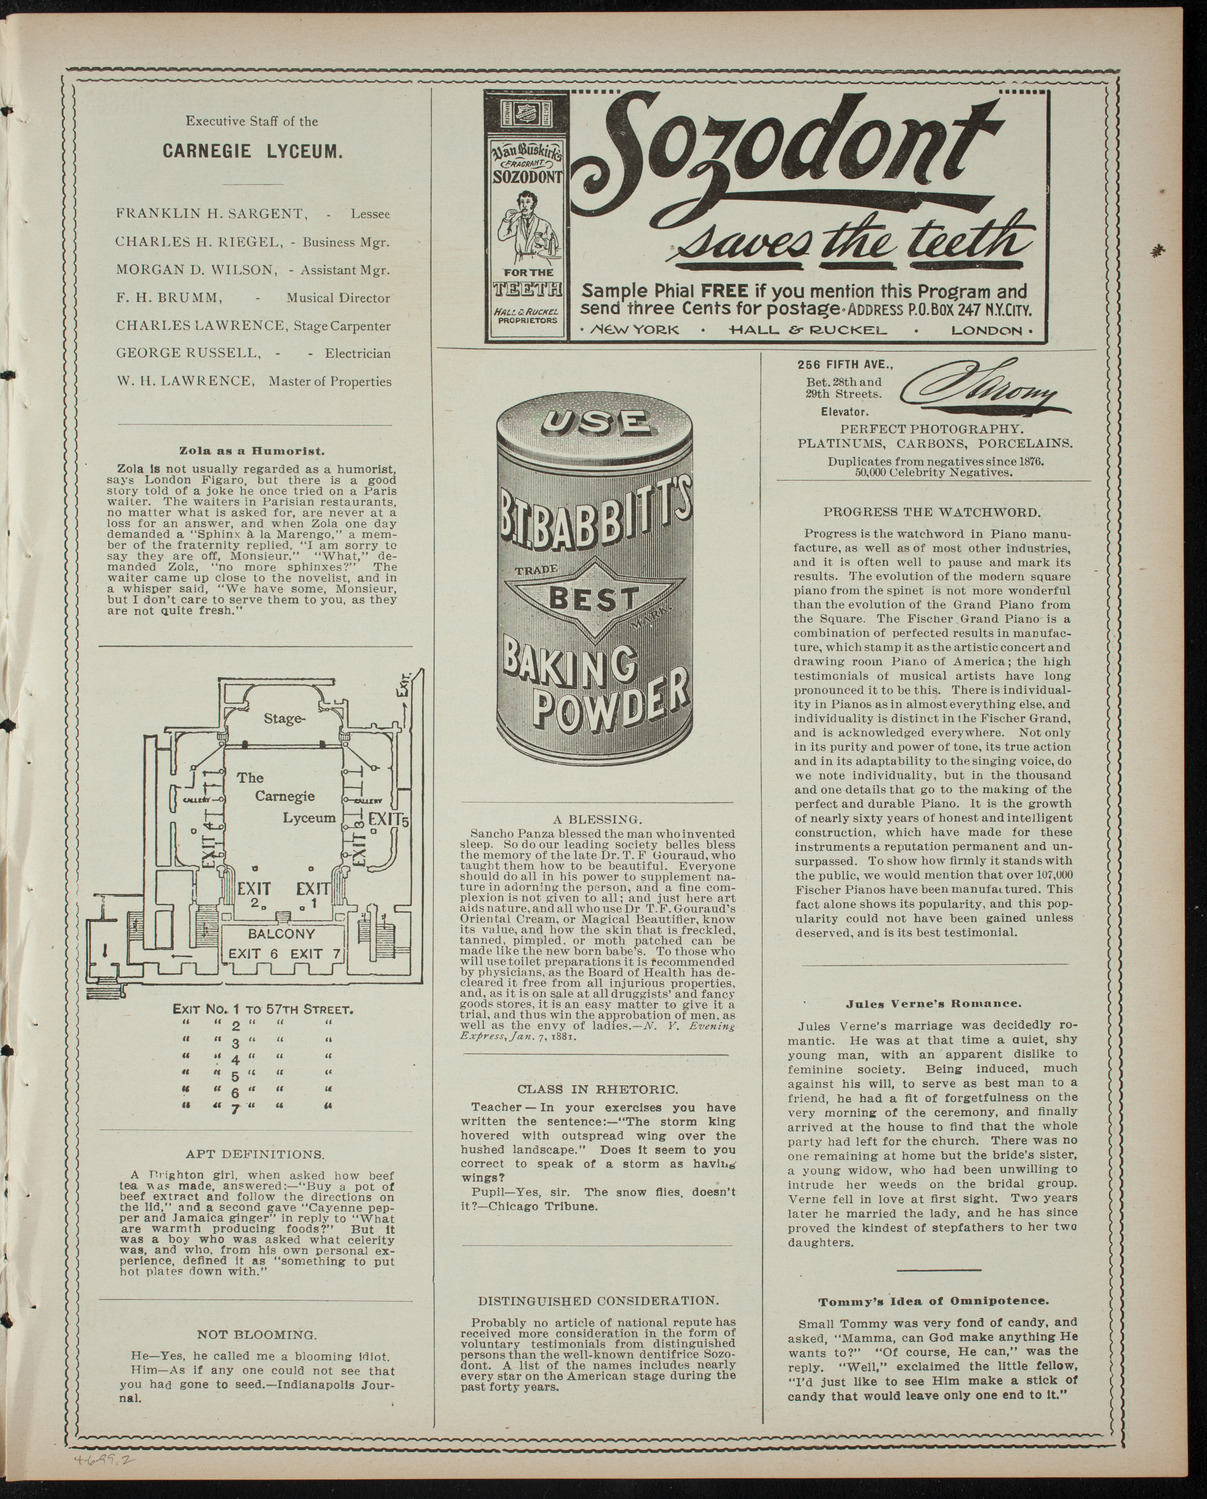 Executive Staff of the
CARNEGIE LYCEUM.
FRANKLIN H. SARGENT, - Lessee
CHARLES H. RIEGEL, - Business Mgr.
MORGAN D. WILSON, - Assistant Mgr.
F. H. BRUMM, - Musical Director
CHARLES LAWRENCE, Stage Carpenter
GEORGE RUSSELL, - - Electrician
W. H. LAWRENCE, Master of Properties
Zola as a Humorist.
Zola is not usually regarded as a humorist,
says London Figaro, but there is a good
story told of a joke he once tried on a Paris
waiter. The waiters in Parisian restaurants,
no matter what is asked for, are never at a
loss for an answer, and when Zola one day
demanded a "Sphinx à la Marengo," a mem-
ber of the fraternity replied, "I am sorry to
say they are off, Monsieur." "What," de-
manded Zola, "no more sphinxes?" The
waiter came up close to the novelist, and in
a whisper said, "We have some, Monsieur,
but I don't care to serve them to you, as they
are not quite fresh."
EXIT.
Stage-
The
Carnegie
Lyceum
GALLERY
GALLERY
EXIT 4
EXIT 3
EXIT 5
EXIT 2
EXIT 1
BALCONY
EXIT 6 EXIT 7
EXIT NO. 1 TO 57TH STREET.
" " 2 " " "
" " 3 " " "
" " 4 " " "
" " 5 " " "
" " 6 " " "
" " 7 " " "
APT DEFINITIONS.
A Brighton girl, when asked how beef
tea was made, answered:—"Buy a pot of
beef extract and follow the directions on
the lid," and a second gave "Cayenne pep-
per and Jamaica ginger" in reply to "What
are warmth producing foods?" But it
was a boy who was asked what celerity
was, and who, from his own personal ex-
perience, defined it as "something to put
hot plates down with."
NOT BLOOMING.
He—Yes, he called me a blooming idiot.
Him—As if any one could not see that
you had gone to seed.—Indianapolis Jour-
nal.
Van Buskirk's
FRAGRANT
SOZODONT
FOR THE
TEETH
HALL & RUCKEL
PROPRIETORS
Sozodont
saves the teeth
Sample Phial FREE if you mention this Program and
send three Cents for postage • ADDRESS P.O. BOX 247 N.Y.CITY.
• NEW YORK • HALL & RUCKEL • LONDON •
USE
B.T. BABBITT'S
TRADE
BEST
MARK.
BAKING
POWDER
A BLESSING.
Sancho Panza blessed the man who invented
sleep. So do our leading society belles bless
the memory of the late Dr. T. F Gouraud, who
taught them how to be beautiful. Everyone
should do all in his power to supplement na-
ture in adorning the person, and a fine com-
plexion is not given to all; and just here art
aids nature, and all who use Dr T. F. Gouraud's
Oriental Cream, or Magical Beautifier, know
its value, and how the skin that is freckled,
tanned, pimpled, or moth patched can be
made like the new born babe's. To those who
will use toilet preparations it is recommended
by physicians, as the Board of Health has de-
cleared it free from all injurious properties,
and, as it is on sale at all druggists' and fancy
goods stores, it is an easy matter to give it a
trial, and thus win the approbation of men, as
well as the envy of ladies.—N. Y. Evening
Express, Jan. 7, 1881.
CLASS IN RHETORIC.
Teacher — In your exercises you have
written the sentence:—"The storm king
hovered with outspread wing over the
hushed landscape." Does it seem to you
correct to speak of a storm as having
wings?
Pupil—Yes, sir. The snow flies, doesn't
it?—Chicago Tribune.
DISTINGUISHED CONSIDERATION.
Probably no article of national repute has
received more consideration in the form of
voluntary testimonials from distinguished
persons than the well-known dentifrice Sozo-
dont. A list of the names includes nearly
every star on the American stage during the
past forty years.
256 FIFTH AVE.,
Bet. 28th and
29th Streets.
Elevator.
Sarony
PERFECT PHOTOGRAPHY.
PLATINUMS, CARBONS, PORCELAINS.
Duplicates from negatives since 1876.
50,000 Celebrity Negatives.
PROGRESS THE WATCHWORD.
Progress is the watchword in Piano manu-
facture, as well as of most other industries,
and it is often well to pause and mark its
results. The evolution of the modern square
piano from the spinet is not more wonderful
than the evolution of the Grand Piano from
the Square. The Fischer Grand Piano is a
combination of perfected results in manufac-
ture, which stamp it as the artistic concert and
drawing room Piano of America; the high
testimonials of musical artists have long
pronounced it to be this. There is individual-
ity in Pianos as in almost everything else, and
individuality is distinct in the Fischer Grand,
and is acknowledged everywhere. Not only
in its purity and power of tone, its true action
and in its adaptability to the singing voice, do
we note individuality, but in the thousand
and one details that go to the making of the
perfect and durable Piano. It is the growth
of nearly sixty years of honest and intelligent
construction, which have made for these
instruments a reputation permanent and un-
surpassed. To show how firmly it stands with
the public, we would mention that over 107,000
Fischer Pianos have been manufactured. This
fact alone shows its popularity, and this pop-
ularity could not have been gained unless
deserved, and is its best testimonial.
Jules Verne's Romance.
Jules Verne's marriage was decidedly ro-
mantic. He was at that time a quiet, shy
young man, with an apparent dislike to
feminine society. Being induced, much
against his will, to serve as best man to a
friend, he had a fit of forgetfulness on the
very morning of the ceremony, and finally
arrived at the house to find that the whole
party had left for the church. There was no
one remaining at home but the bride's sister,
a young widow, who had been unwilling to
intrude her weeds on the bridal group.
Verne fell in love at first sight. Two years
later he married the lady, and he has since
proved the kindest of stepfathers to her two
daughters.
Tommy's Idea of Omnipotence.
Small Tommy was very fond of candy, and
asked, "Mamma, can God make anything He
wants to?" "Of course, He can," was the
reply. "Well," exclaimed the little fellow,
"I'd just like to see Him make a stick of
candy that would leave only one end to it."
4-6-99.2